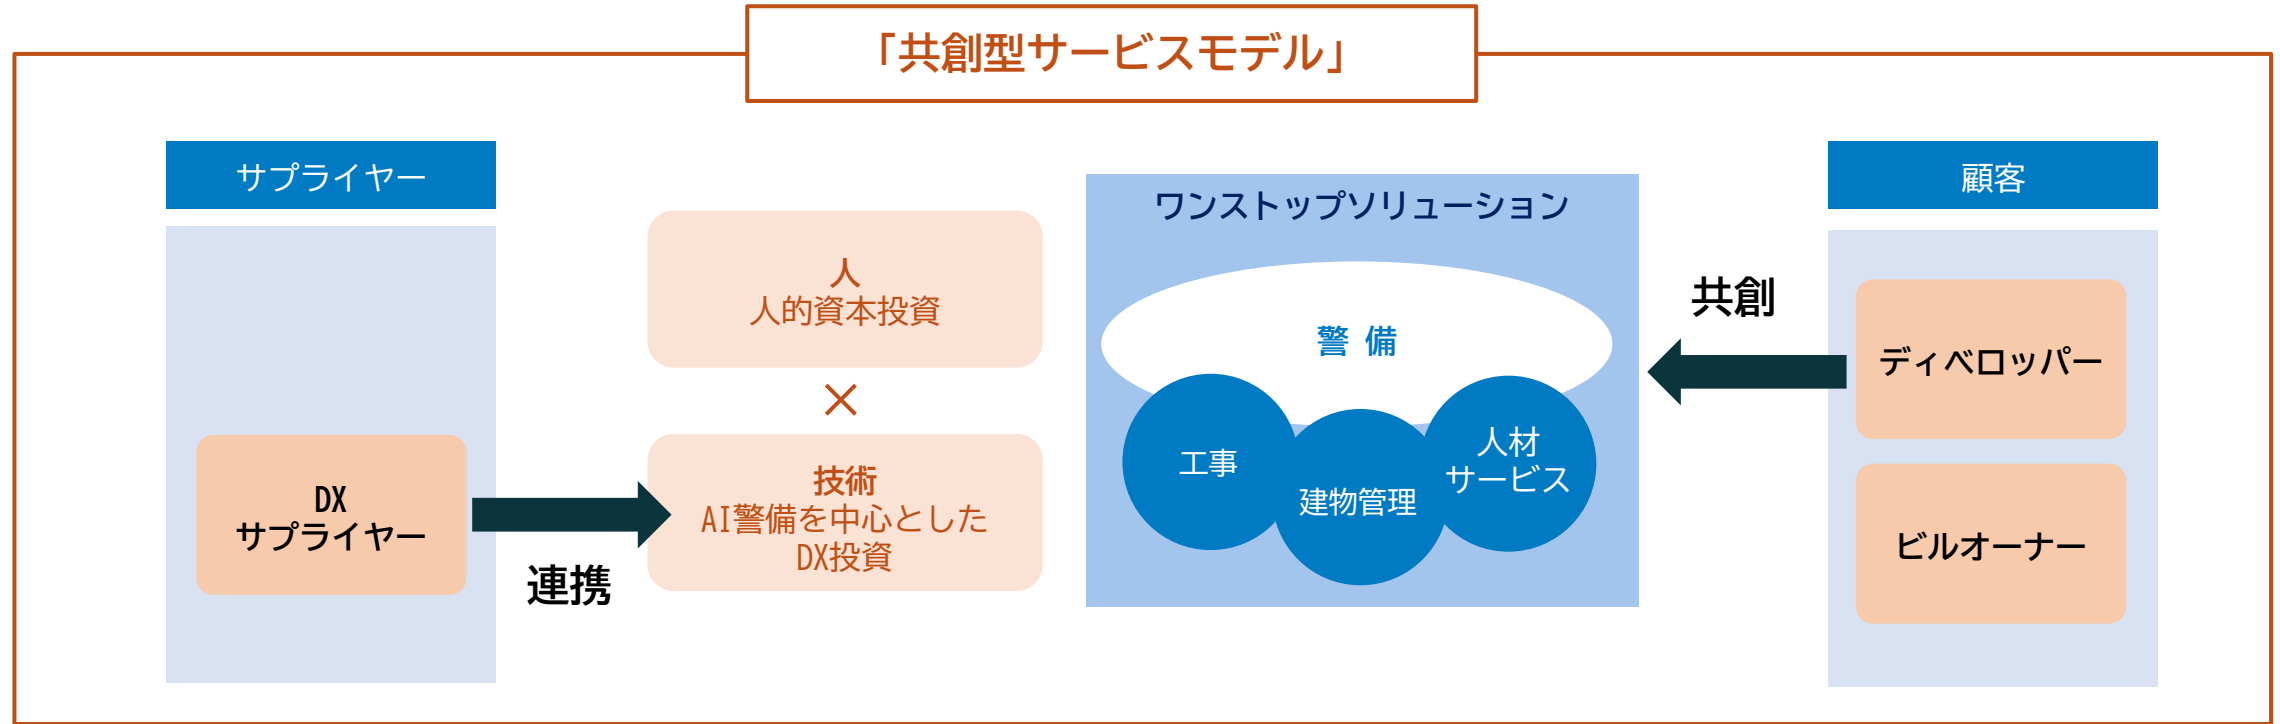 「共創型サービスモデル」
サプライヤー
DX
サプライヤー
連携
人
人的資本投資
×
技術
AI警備を中心とした
DX投資
ワンストップソリューション
警 備
工事
建物管理
人材
サービス
共創
顧客
ディベロッパー
ビルオーナー